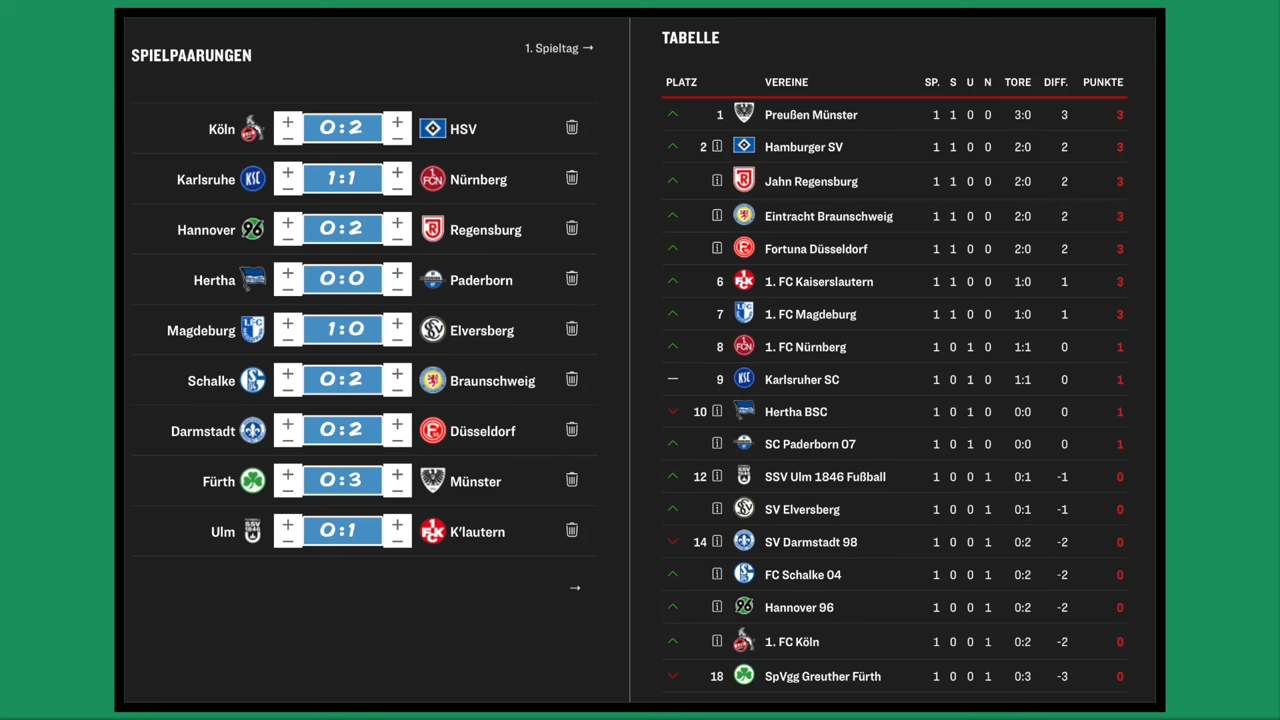 SPIELPAARUNGEN
1. Spieltag →
Köln 0:2 HSV
Karlsruhe 1:1 Nürnberg
Hannover 0:2 Regensburg
Hertha 0:0 Paderborn
Magdeburg 1:0 Elversberg
Schalke 0:2 Braunschweig
Darmstadt 0:2 Düsseldorf
Fürth 0:3 Münster
Ulm 0:1 K'lautern
→
TABELLE
PLATZ VEREINE SP. S U N TORE DIFF. PUNKTE
1 Preußen Münster 1 1 0 0 3:0 3 3
2 Hamburger SV 1 1 0 0 2:0 2 3
Jahn Regensburg 1 1 0 0 2:0 2 3
Eintracht Braunschweig 1 1 0 0 2:0 2 3
Fortuna Düsseldorf 1 1 0 0 2:0 2 3
6 1. FC Kaiserslautern 1 1 0 0 1:0 1 3
7 1. FC Magdeburg 1 1 0 0 1:0 1 3
8 1. FC Nürnberg 1 0 1 0 1:1 0 1
9 Karlsruher SC 1 0 1 0 1:1 0 1
10 Hertha BSC 1 0 1 0 0:0 0 1
SC Paderborn 07 1 0 1 0 0:0 0 1
12 SSV Ulm 1846 Fußball 1 0 0 1 0:1 -1 0
SV Elversberg 1 0 0 1 0:1 -1 0
14 SV Darmstadt 98 1 0 0 1 0:2 -2 0
FC Schalke 04 1 0 0 1 0:2 -2 0
Hannover 96 1 0 0 1 0:2 -2 0
1. FC Köln 1 0 0 1 0:2 -2 0
18 SpVgg Greuther Fürth 1 0 0 1 0:3 -3 0